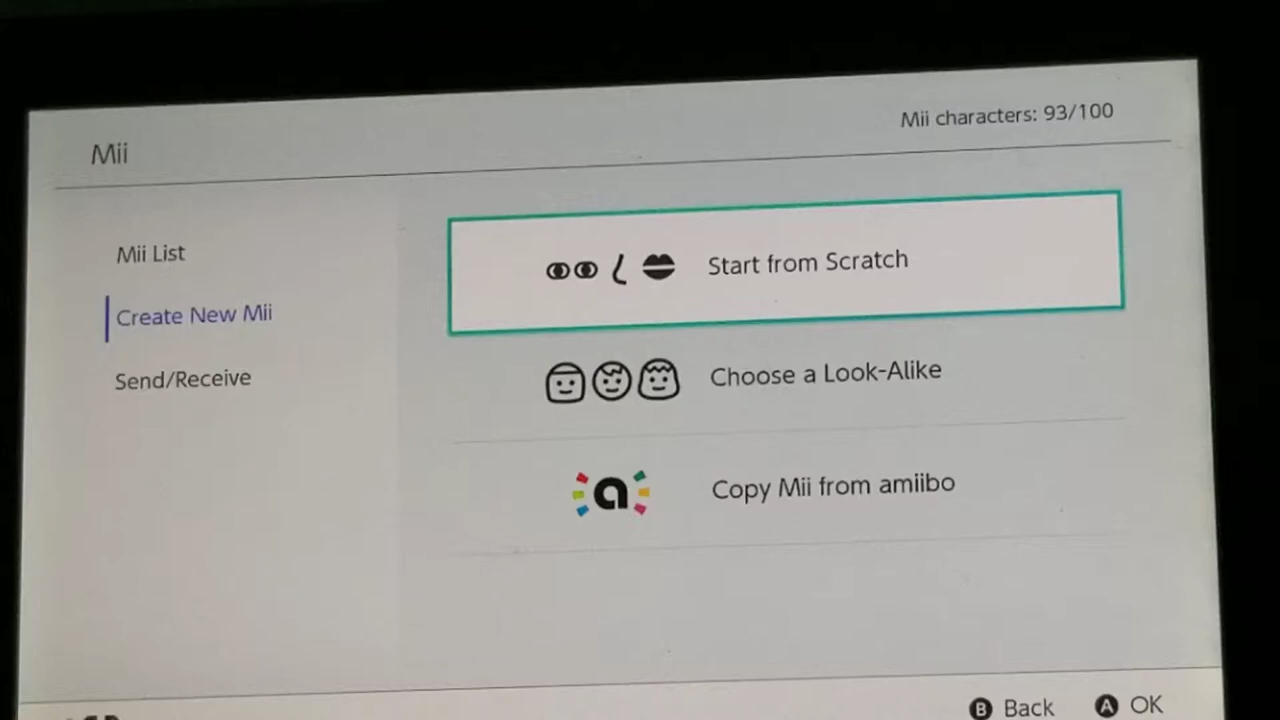 Mii
Mii characters: 93/100
Mii List
Create New Mii
Send/Receive
Start from Scratch
Choose a Look-Alike
Copy Mii from amiibo
B Back
A OK